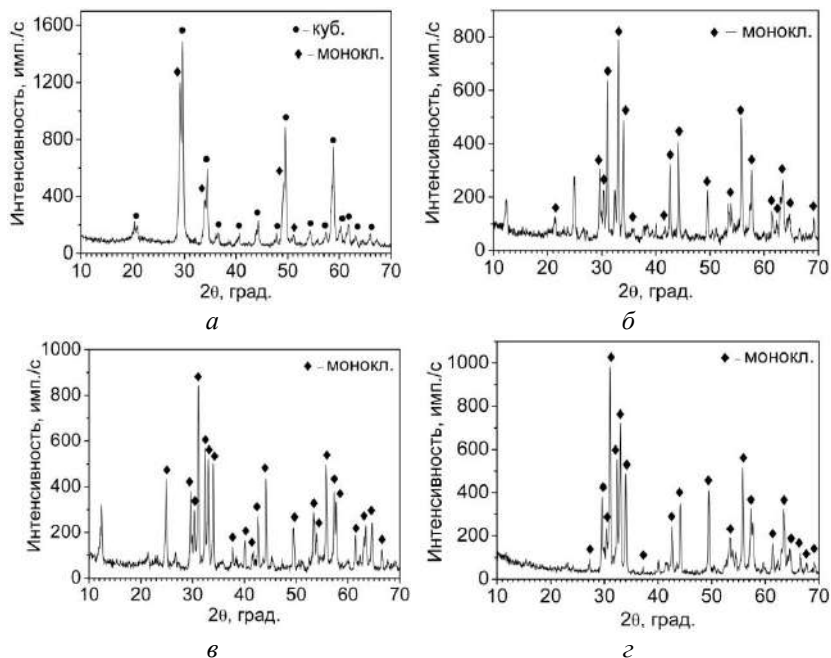 Интенсивность, имп./с
1600
1200
800
400
0
10 20 30 40 50 60 70
2θ, град.
● – куб.
♦ – монокл.
а
Интенсивность, имп./с
800
600
400
200
0
10 20 30 40 50 60 70
2θ, град.
♦ – монокл.
б
Интенсивность, имп./с
1000
800
600
400
200
0
10 20 30 40 50 60 70
2θ, град.
♦ – монокл.
в
Интенсивность, имп./с
1000
800
600
400
200
0
10 20 30 40 50 60 70
2θ, град.
♦ – монокл.
г